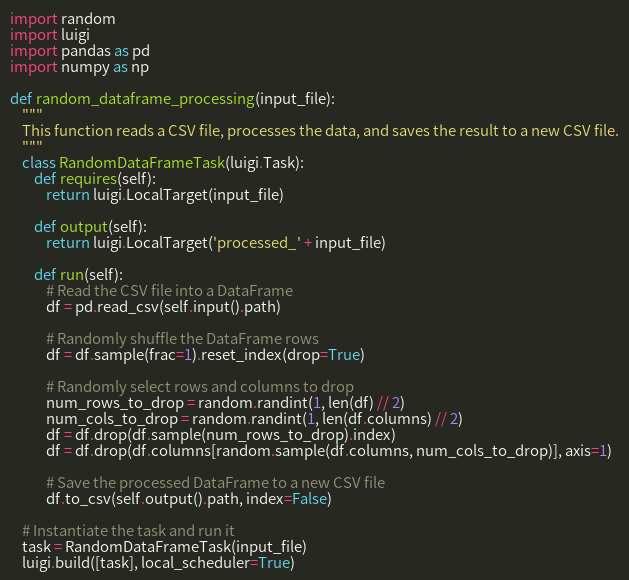 import random
import luigi
import pandas as pd
import numpy as np

def random_dataframe_processing(input_file):
    """
    This function reads a CSV file, processes the data, and saves the result to a new CSV file.
    """
    class RandomDataFrameTask(luigi.Task):
        def requires(self):
            return luigi.LocalTarget(input_file)

        def output(self):
            return luigi.LocalTarget('processed_' + input_file)

        def run(self):
            # Read the CSV file into a DataFrame
            df = pd.read_csv(self.input().path)

            # Randomly shuffle the DataFrame rows
            df = df.sample(frac=1).reset_index(drop=True)

            # Randomly select rows and columns to drop
            num_rows_to_drop = random.randint(1, len(df) // 2)
            num_cols_to_drop = random.randint(1, len(df.columns) // 2)
            df = df.drop(df.sample(num_rows_to_drop).index)
            df = df.drop(df.columns[random.sample(df.columns, num_cols_to_drop)], axis=1)

            # Save the processed DataFrame to a new CSV file
            df.to_csv(self.output().path, index=False)

    # Instantiate the task and run it
    task = RandomDataFrameTask(input_file)
    luigi.build([task], local_scheduler=True)